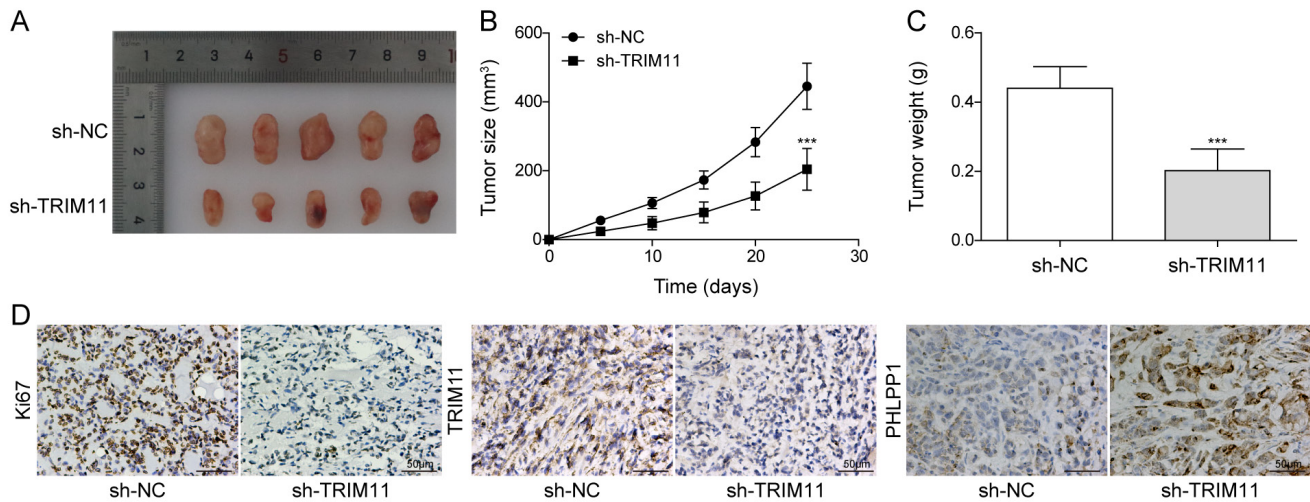 A
1 2 3 4 5 6 7 8 9 10
1
2
3
4
sh-NC
sh-TRIM11
B
600
400
200
0
Tumor size (mm³)
sh-NC
sh-TRIM11
***
0 10 20 30
Time (days)
C
0.6
0.4
0.2
0.0
Tumor weight (g)
***
sh-NC sh-TRIM11
D
Ki67
50μm
sh-NC sh-TRIM11
TRIM11
50μm
sh-NC sh-TRIM11
PHLPP1
50μm
sh-NC sh-TRIM11